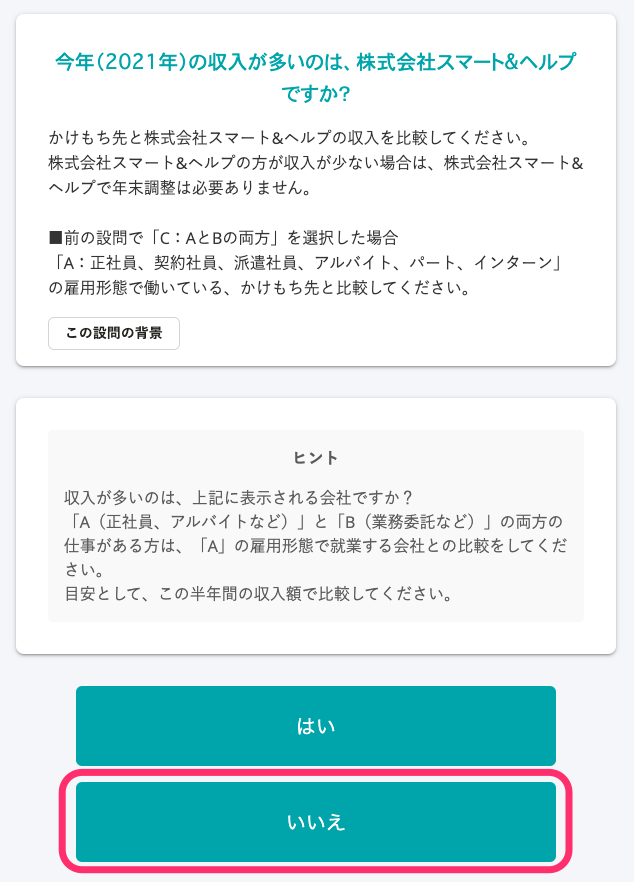 今年(2021年)の収入が多いのは、株式会社スマート&ヘルプ
ですか?
かけもち先と株式会社スマート&ヘルプの収入を比較してください。
株式会社スマート&ヘルプの方が収入が少ない場合は、株式会社スマート&
ヘルプで年末調整は必要ありません。
■前の設問で「C：AとBの両方」を選択した場合
「A：正社員、契約社員、派遣社員、アルバイト、パート、インターン」
の雇用形態で働いている、かけもち先と比較してください。
この設問の背景
ヒント
収入が多いのは、上記に表示される会社ですか？
「A（正社員、アルバイトなど）」と「B（業務委託など）」の両方の
仕事がある方は、「A」の雇用形態で就業する会社との比較をしてくだ
さい。
目安として、この半年間の収入額で比較してください。
はい
いいえ